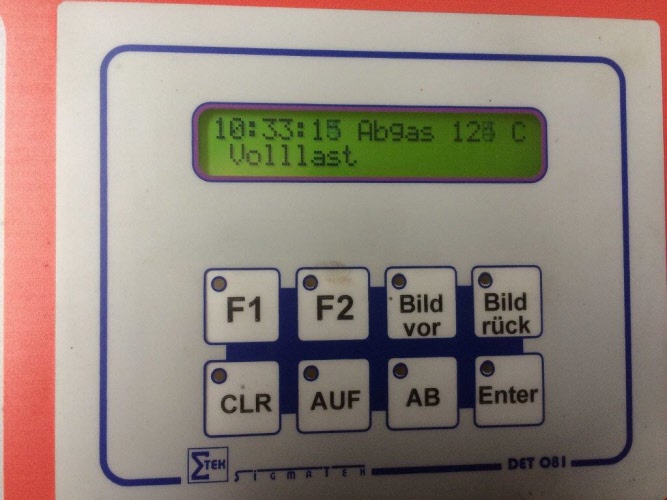 10:33:15 Abgas 128 C
Volllast
F1 F2 Bild vor Bild rück
CLR AUF AB Enter
ΣTEK SIGMATEK DET 081